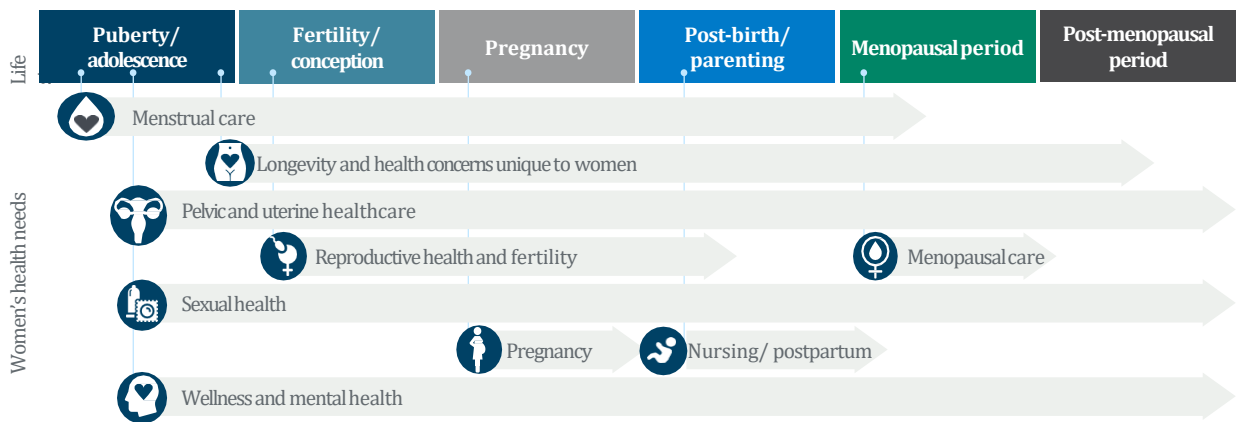 Life
Puberty/
adolescence
Fertility/
conception
Pregnancy
Post-birth/
parenting
Menopausal period
Post-menopausal
period
Women's health needs
Menstrual care
Longevity and health concerns unique to women
Pelvic and uterine healthcare
Reproductive health and fertility
Menopausal care
Sexual health
Pregnancy
Nursing/ postpartum
Wellness and mental health